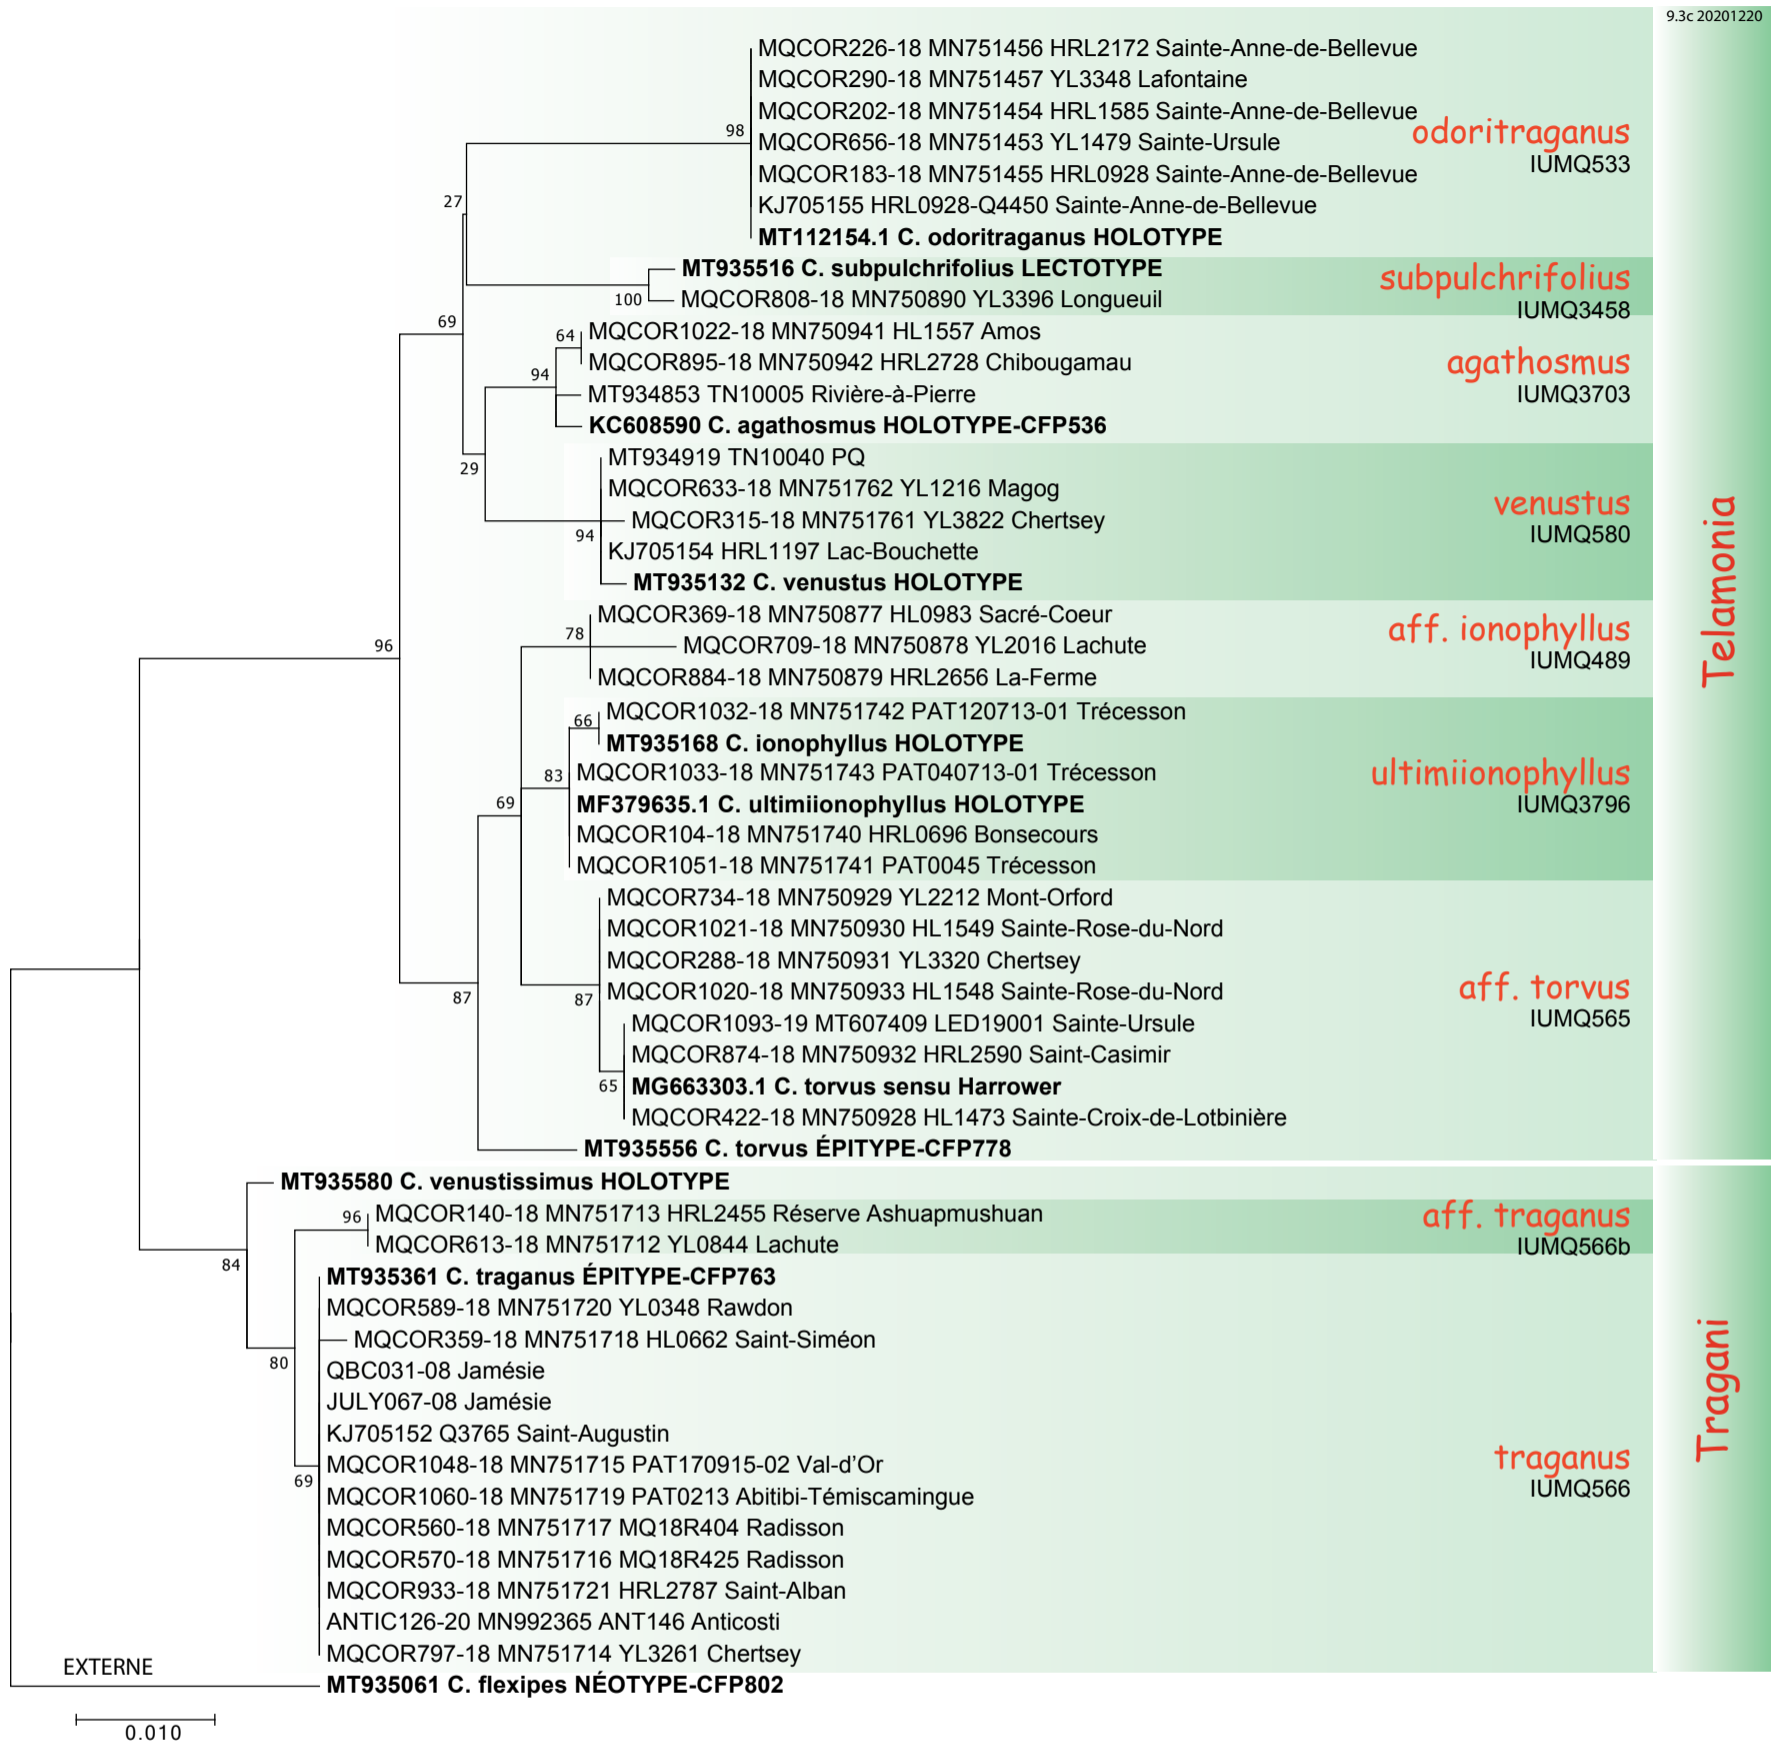 9.3c 20201220
MQCOR226-18 MN751456 HRL2172 Sainte-Anne-de-Bellevue
MQCOR290-18 MN751457 YL3348 Lafontaine
MQCOR202-18 MN751454 HRL1585 Sainte-Anne-de-Bellevue
98
odoritraganus
MQCOR656-18 MN751453 YL1479 Sainte-Ursule
IUMQ533
MQCOR183-18 MN751455 HRL0928 Sainte-Anne-de-Bellevue
27
KJ705155 HRL0928-Q4450 Sainte-Anne-de-Bellevue
MT112154.1 C. odoritraganus HOLOTYPE
MT935516 C. subpulchrifolius LECTOTYPE
subpulchrifolius
100
MQCOR808-18 MN750890 YL3396 Longueuil
IUMQ3458
69
64
MQCOR1022-18 MN750941 HL1557 Amos
MQCOR895-18 MN750942 HRL2728 Chibougamau
agathosmus
94
MT934853 TN10005 Rivière-à-Pierre
IUMQ3703
KC608590 C. agathosmus HOLOTYPE-CFP536
29
MT934919 TN10040 PQ
MQCOR633-18 MN751762 YL1216 Magog
venustus
MQCOR315-18 MN751761 YL3822 Chertsey
IUMQ580
94
KJ705154 HRL1197 Lac-Bouchette
MT935132 C. venustus HOLOTYPE
Telamonia
MQCOR369-18 MN750877 HL0983 Sacré-Coeur
aff. ionophyllus
78
96
MQCOR709-18 MN750878 YL2016 Lachute
IUMQ489
MQCOR884-18 MN750879 HRL2656 La-Ferme
66
MQCOR1032-18 MN751742 PAT120713-01 Trécesson
MT935168 C. ionophyllus HOLOTYPE
83
MQCOR1033-18 MN751743 PAT040713-01 Trécesson
ultimiionophyllus
69
MF379635.1 C. ultimiionophyllus HOLOTYPE
IUMQ3796
MQCOR104-18 MN751740 HRL0696 Bonsecours
MQCOR1051-18 MN751741 PAT0045 Trécesson
MQCOR734-18 MN750929 YL2212 Mont-Orford
MQCOR1021-18 MN750930 HL1549 Sainte-Rose-du-Nord
MQCOR288-18 MN750931 YL3320 Chertsey
87
87
MQCOR1020-18 MN750933 HL1548 Sainte-Rose-du-Nord
aff. torvus
IUMQ565
MQCOR1093-19 MT607409 LED19001 Sainte-Ursule
MQCOR874-18 MN750932 HRL2590 Saint-Casimir
65
MG663303.1 C. torvus sensu Harrower
MQCOR422-18 MN750928 HL1473 Sainte-Croix-de-Lotbinière
MT935556 C. torvus ÉPITYPE-CFP778
MT935580 C. venustissimus HOLOTYPE
96
MQCOR140-18 MN751713 HRL2455 Réserve Ashuapmushuan
aff. traganus
MQCOR613-18 MN751712 YL0844 Lachute
IUMQ566b
84
MT935361 C. traganus ÉPITYPE-CFP763
MQCOR589-18 MN751720 YL0348 Rawdon
MQCOR359-18 MN751718 HL0662 Saint-Siméon
80
QBC031-08 Jamésie
Tragani
JULY067-08 Jamésie
KJ705152 Q3765 Saint-Augustin
MQCOR1048-18 MN751715 PAT170915-02 Val-d’Or
traganus
69
IUMQ566
MQCOR1060-18 MN751719 PAT0213 Abitibi-Témiscamingue
MQCOR560-18 MN751717 MQ18R404 Radisson
MQCOR570-18 MN751716 MQ18R425 Radisson
MQCOR933-18 MN751721 HRL2787 Saint-Alban
ANTIC126-20 MN992365 ANT146 Anticosti
MQCOR797-18 MN751714 YL3261 Chertsey
EXTERNE
MT935061 C. flexipes NÉOTYPE-CFP802
0.010